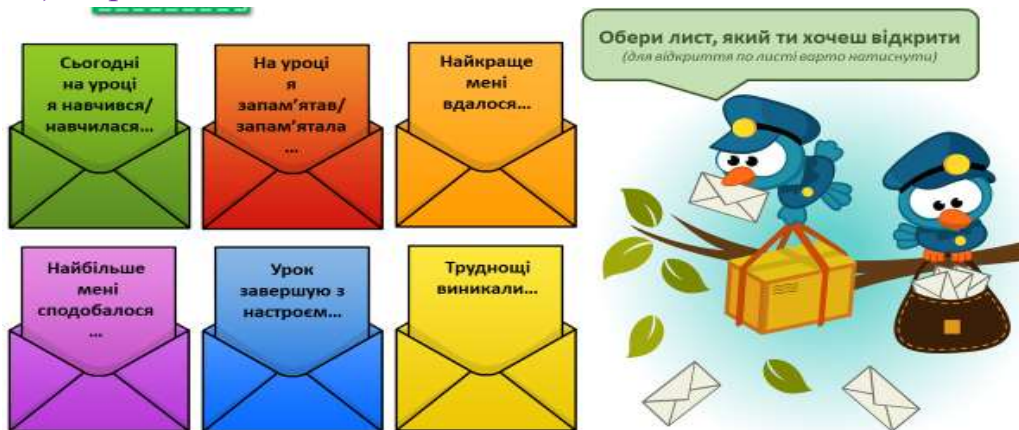 Сьогодні
на уроці
я навчився/
навчилася...
На уроці
я
запам’ятав/
запам’ятала
...
Найкраще
мені
вдалося...
Обери лист, який ти хочеш відкрити
(для відкриття по листі варто натиснути)
Найбільше
мені
сподобалося
...
Урок
завершую з
настроєм...
Труднощі
виникали...